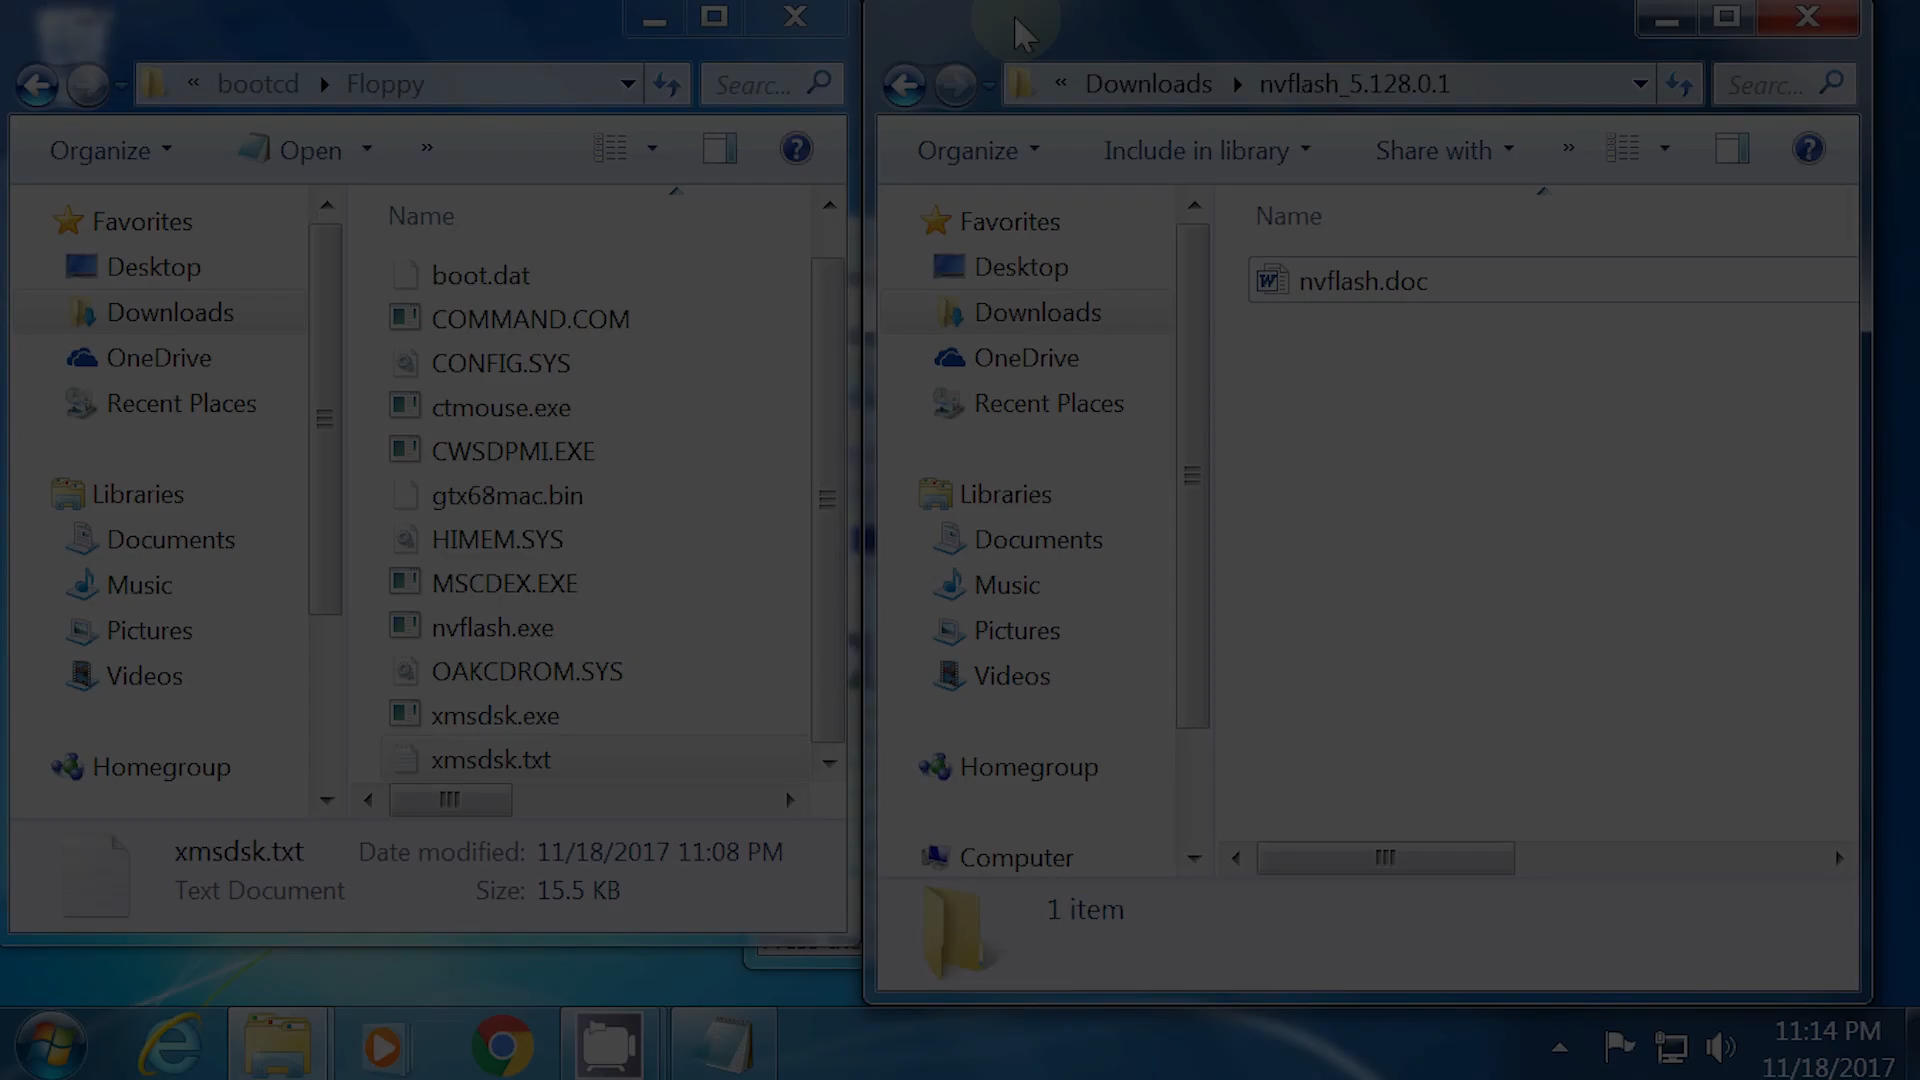 « bootcd Floppy
Searc...
Organize Open »
Favorites
Desktop
Downloads
OneDrive
Recent Places
Libraries
Documents
Music
Pictures
Videos
Homegroup
Name
boot.dat
COMMAND.COM
CONFIG.SYS
ctmouse.exe
CWSDPMI.EXE
gtx68mac.bin
HIMEM.SYS
MSCDEX.EXE
nvflash.exe
OAKCDROM.SYS
xmsdsk.exe
xmsdsk.txt
xmsdsk.txt Date modified: 11/18/2017 11:08 PM
Text Document Size: 15.5 KB
« Downloads nvflash_5.128.0.1
Searc...
Organize Include in library Share with »
Favorites
Desktop
Downloads
OneDrive
Recent Places
Libraries
Documents
Music
Pictures
Videos
Homegroup
Computer
Name
nvflash.doc
1 item
11:14 PM
11/18/2017